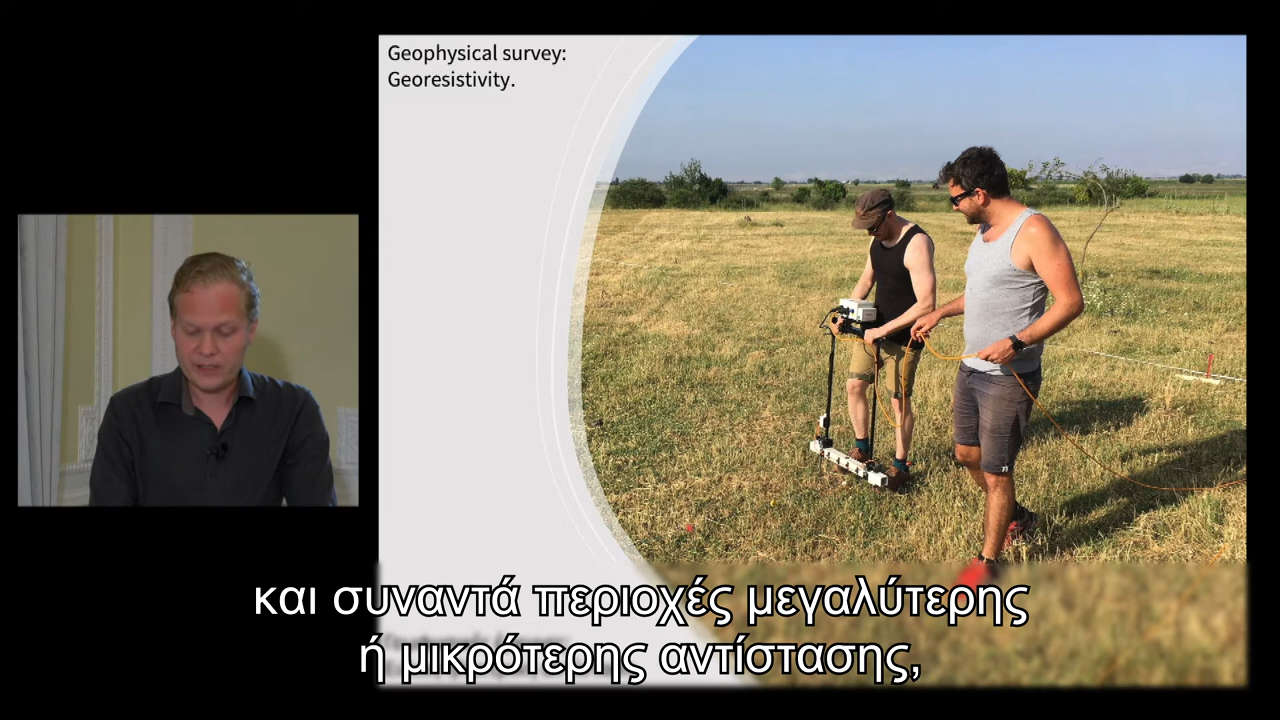 Geophysical survey:
Georesistivity.
και συναντά περιοχές μεγαλύτερης
ή μικρότερης αντίστασης,